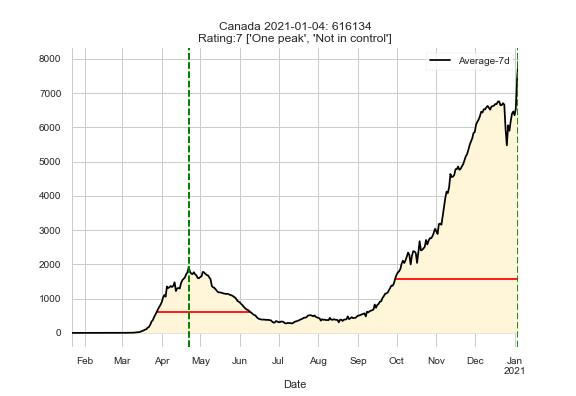 Canada 2021-01-04: 616134
Rating:7 ['One peak', 'Not in control']
Average-7d
8000
7000
6000
5000
4000
3000
2000
1000
0
Feb Mar Apr May Jun Jul Aug Sep Oct Nov Dec Jan
2021
Date